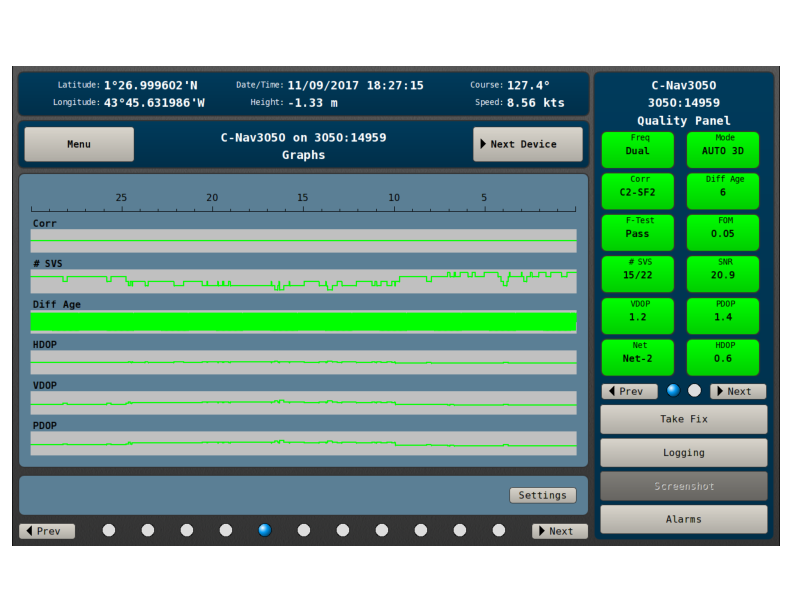 Latitude: 1°26.999602'N
Date/Time: 11/09/2017 18:27:15
Course: 127.4°
Longitude: 43°45.631986'W
Height: -1.33 m
Speed: 8.56 kts
Menu
C-Nav3050 on 3050:14959
Graphs
Next Device
25 20 15 10 5
Corr
# SVS
Diff Age
HDOP
VDOP
PDOP
Settings
Prev
Next
C-Nav3050
3050:14959
Quality Panel
Freq
Dual
Mode
AUTO 3D
Corr
C2-SF2
Diff Age
6
F-Test
Pass
FOM
0.05
# SVS
15/22
SNR
20.9
VDOP
1.2
PDOP
1.4
Net
Net-2
HDOP
0.6
Prev
Next
Take Fix
Logging
Screenshot
Alarms